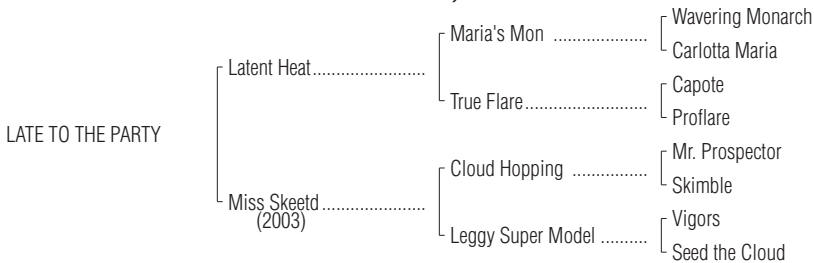 Wavering Monarch
Maria's Mon ....................
Carlotta Maria
Latent Heat........................
Capote
True Flare..........................
Proflare
LATE TO THE PARTY
Mr. Prospector
Cloud Hopping ................
Skimble
Miss Skeetd ......................
(2003)
Vigors
Leggy Super Model ..........
Seed the Cloud